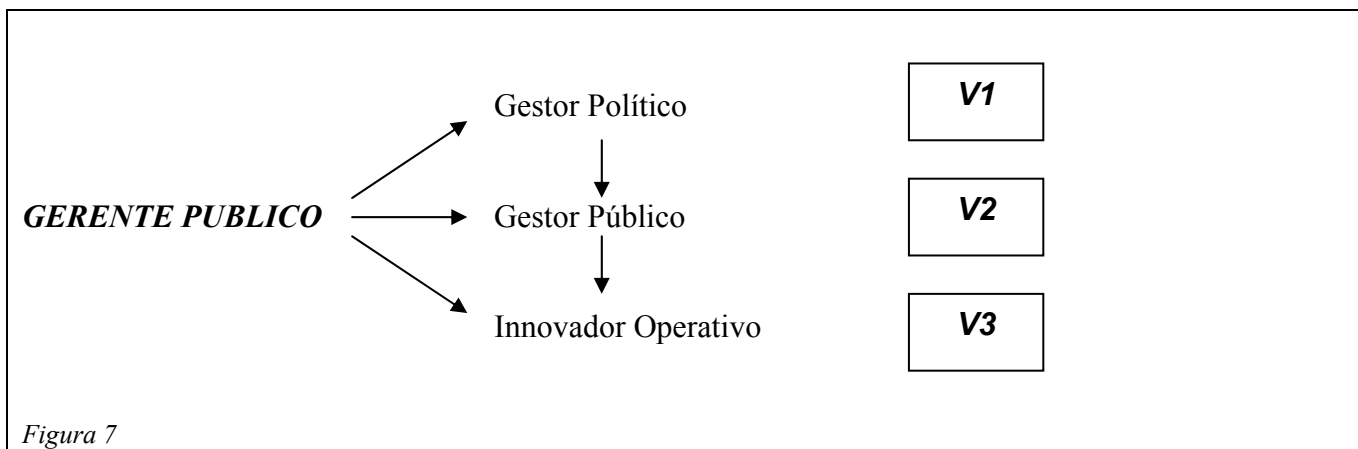 Gestor Político
V1
GERENTE PUBLICO
Gestor Público
V2
Innovador Operativo
V3
Figura 7